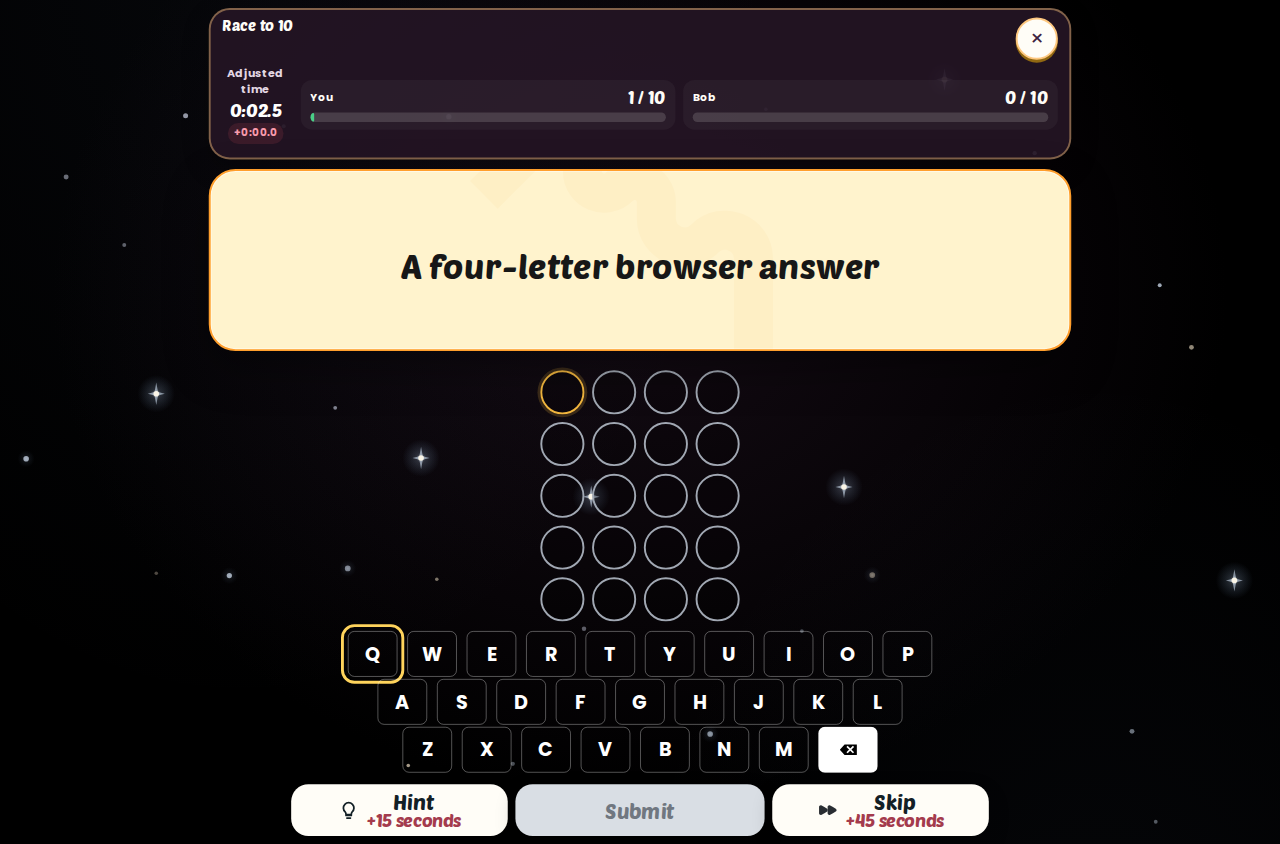 Race to 10
×
Adjusted
time
0:02.5
+0:00.0
You
1 / 10
Bob
0 / 10
A four-letter browser answer
Q W E R T Y U I O P
A S D F G H J K L
Z X C V B N M
Hint
+15 seconds
Submit
Skip
+45 seconds